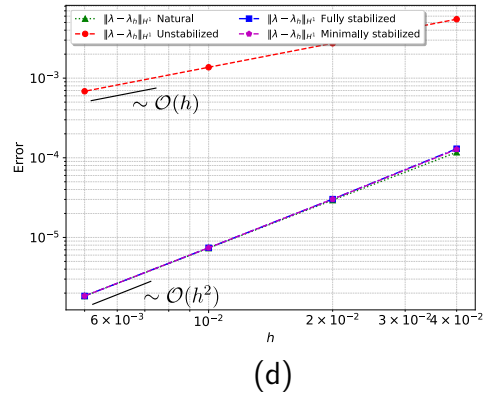 ‖λ − λₕ‖_{H¹} Natural
‖λ − λₕ‖_{H¹} Unstabilized
‖λ − λₕ‖_{H¹} Fully stabilized
‖λ − λₕ‖_{H¹} Minimally stabilized
10⁻³
10⁻⁴
10⁻⁵
Error
∼ 𝒪(h)
∼ 𝒪(h²)
6 × 10⁻³
10⁻²
2 × 10⁻²
3 × 10⁻²
4 × 10⁻²
h
(d)